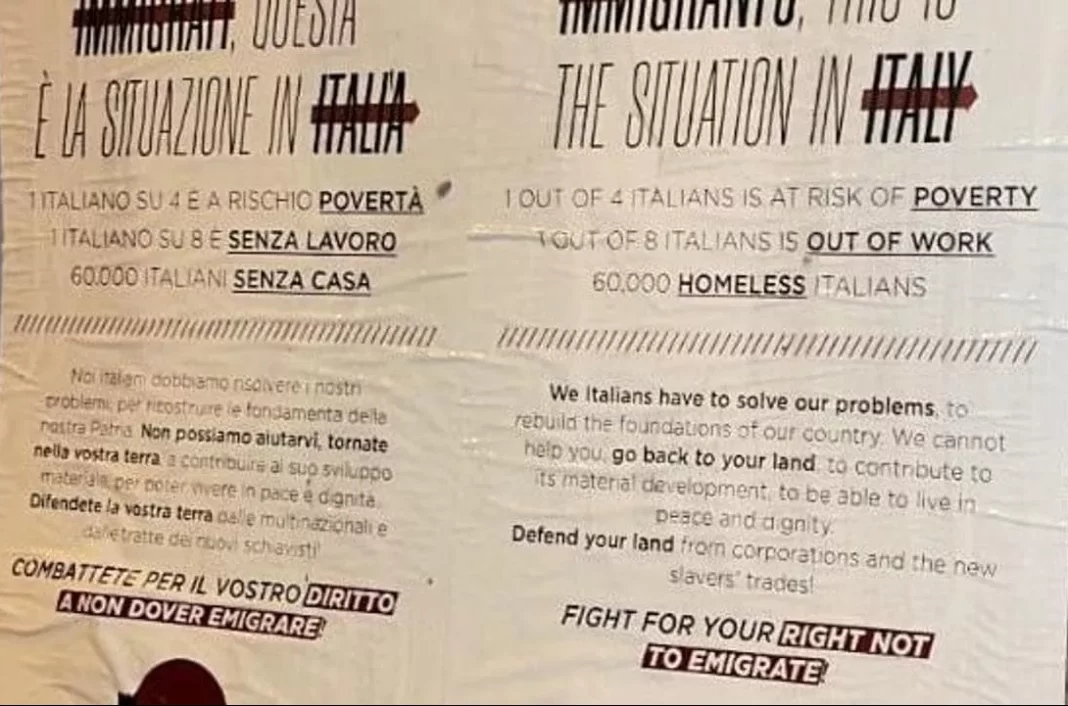 IMMIGRATI, QUESTA
È LA SITUAZIONE IN ITALIA
1 ITALIANO SU 4 È A RISCHIO POVERTÀ
1 ITALIANO SU 8 È SENZA LAVORO
60.000 ITALIANI SENZA CASA
Noi italiani dobbiamo risolvere i nostri
problemi, per ricostruire le fondamenta della
nostra Patria. Non possiamo aiutarvi, tornate
nella vostra terra, a contribuire al suo sviluppo
materiale, per poter vivere in pace e dignità.
Difendete la vostra terra dalle multinazionali e
dalle tratte dei nuovi schiavisti!
COMBATTETE PER IL VOSTRO DIRITTO
A NON DOVER EMIGRARE!
IMMIGRANTS, THIS IS
THE SITUATION IN ITALY
1 OUT OF 4 ITALIANS IS AT RISK OF POVERTY
1 OUT OF 8 ITALIANS IS OUT OF WORK
60,000 HOMELESS ITALIANS
We Italians have to solve our problems, to
rebuild the foundations of our country. We cannot
help you, go back to your land, to contribute to
its material development, to be able to live in
peace and dignity.
Defend your land from corporations and the new
slavers' trades!
FIGHT FOR YOUR RIGHT NOT
TO EMIGRATE!